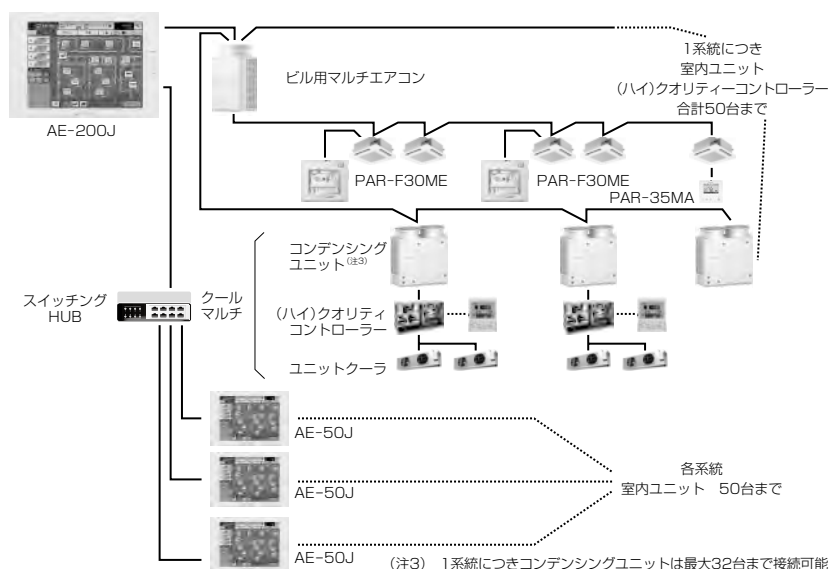 AE-200J
ビル用マルチエアコン
1系統につき
室内ユニット
(ハイ)クオリティーコントローラー
合計50台まで
PAR-F30ME
PAR-F30ME
PAR-35MA
コンデンシング
ユニット(注3)
スイッチング
HUB
クール
マルチ
(ハイ)クオリティ
コントローラー
ユニットクーラ
AE-50J
AE-50J
各系統
室内ユニット 50台まで
AE-50J
(注3) 1系統につきコンデンシングユニットは最大32台まで接続可能